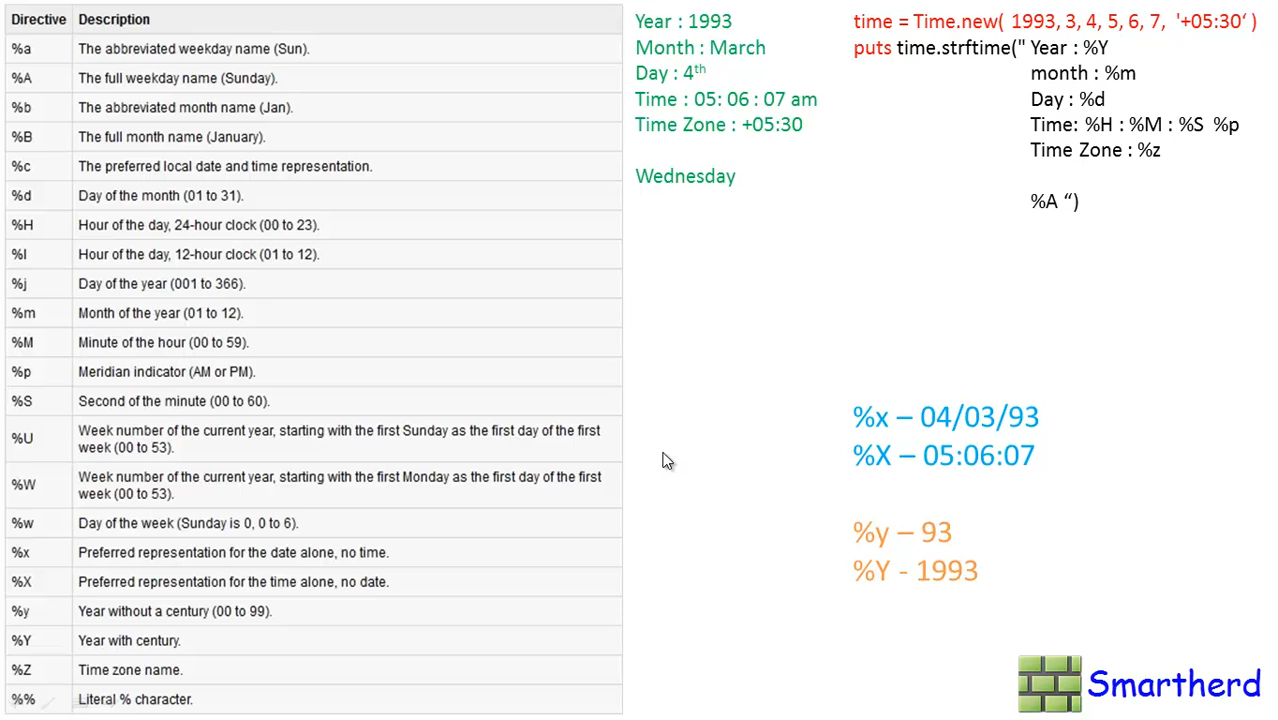 Directive Description
%a The abbreviated weekday name (Sun).
%A The full weekday name (Sunday).
%b The abbreviated month name (Jan).
%B The full month name (January).
%c The preferred local date and time representation.
%d Day of the month (01 to 31).
%H Hour of the day, 24-hour clock (00 to 23).
%I Hour of the day, 12-hour clock (01 to 12).
%j Day of the year (001 to 366).
%m Month of the year (01 to 12).
%M Minute of the hour (00 to 59).
%p Meridian indicator (AM or PM).
%S Second of the minute (00 to 60).
%U Week number of the current year, starting with the first Sunday as the first day of the first
week (00 to 53).
%W Week number of the current year, starting with the first Monday as the first day of the first
week (00 to 53).
%w Day of the week (Sunday is 0, 0 to 6).
%x Preferred representation for the date alone, no time.
%X Preferred representation for the time alone, no date.
%y Year without a century (00 to 99).
%Y Year with century.
%Z Time zone name.
%% Literal % character.
Year : 1993
Month : March
Day : 4th
Time : 05: 06 : 07 am
Time Zone : +05:30
Wednesday
time = Time.new( 1993, 3, 4, 5, 6, 7, '+05:30‘ )
puts time.strftime(" Year : %Y
month : %m
Day : %d
Time: %H : %M : %S %p
Time Zone : %z
%A “)
%x – 04/03/93
%X – 05:06:07
%y – 93
%Y - 1993
Smartherd